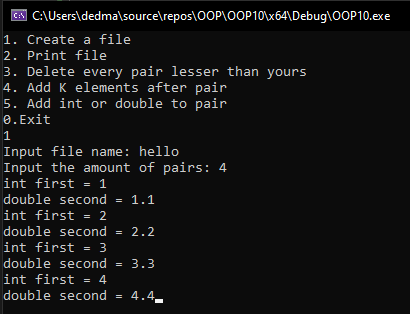 C:\Users\dedma\source\repos\OOP\OOP10\x64\Debug\OOP10.exe
1. Create a file
2. Print file
3. Delete every pair lesser than yours
4. Add K elements after pair
5. Add int or double to pair
0.Exit
1
Input file name: hello
Input the amount of pairs: 4
int first = 1
double second = 1.1
int first = 2
double second = 2.2
int first = 3
double second = 3.3
int first = 4
double second = 4.4